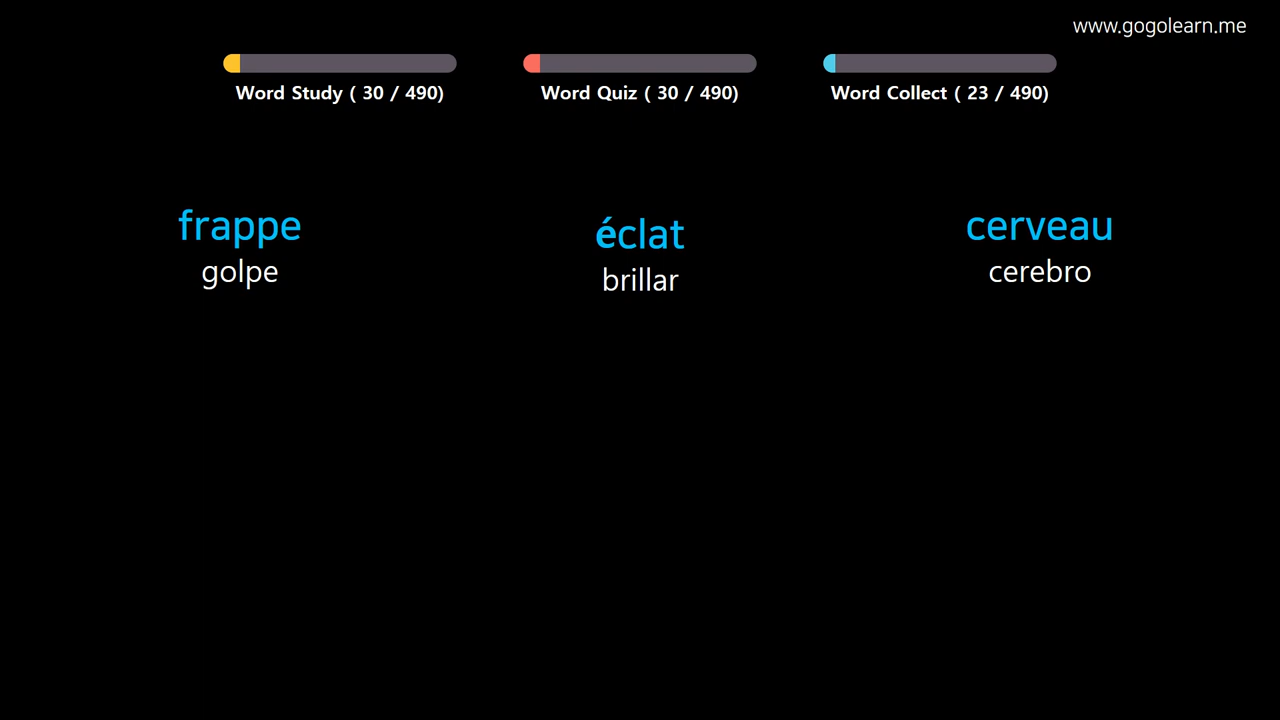 www.gogolearn.me
Word Study ( 30 / 490)
Word Quiz ( 30 / 490)
Word Collect ( 23 / 490)
frappe
golpe
éclat
brillar
cerveau
cerebro